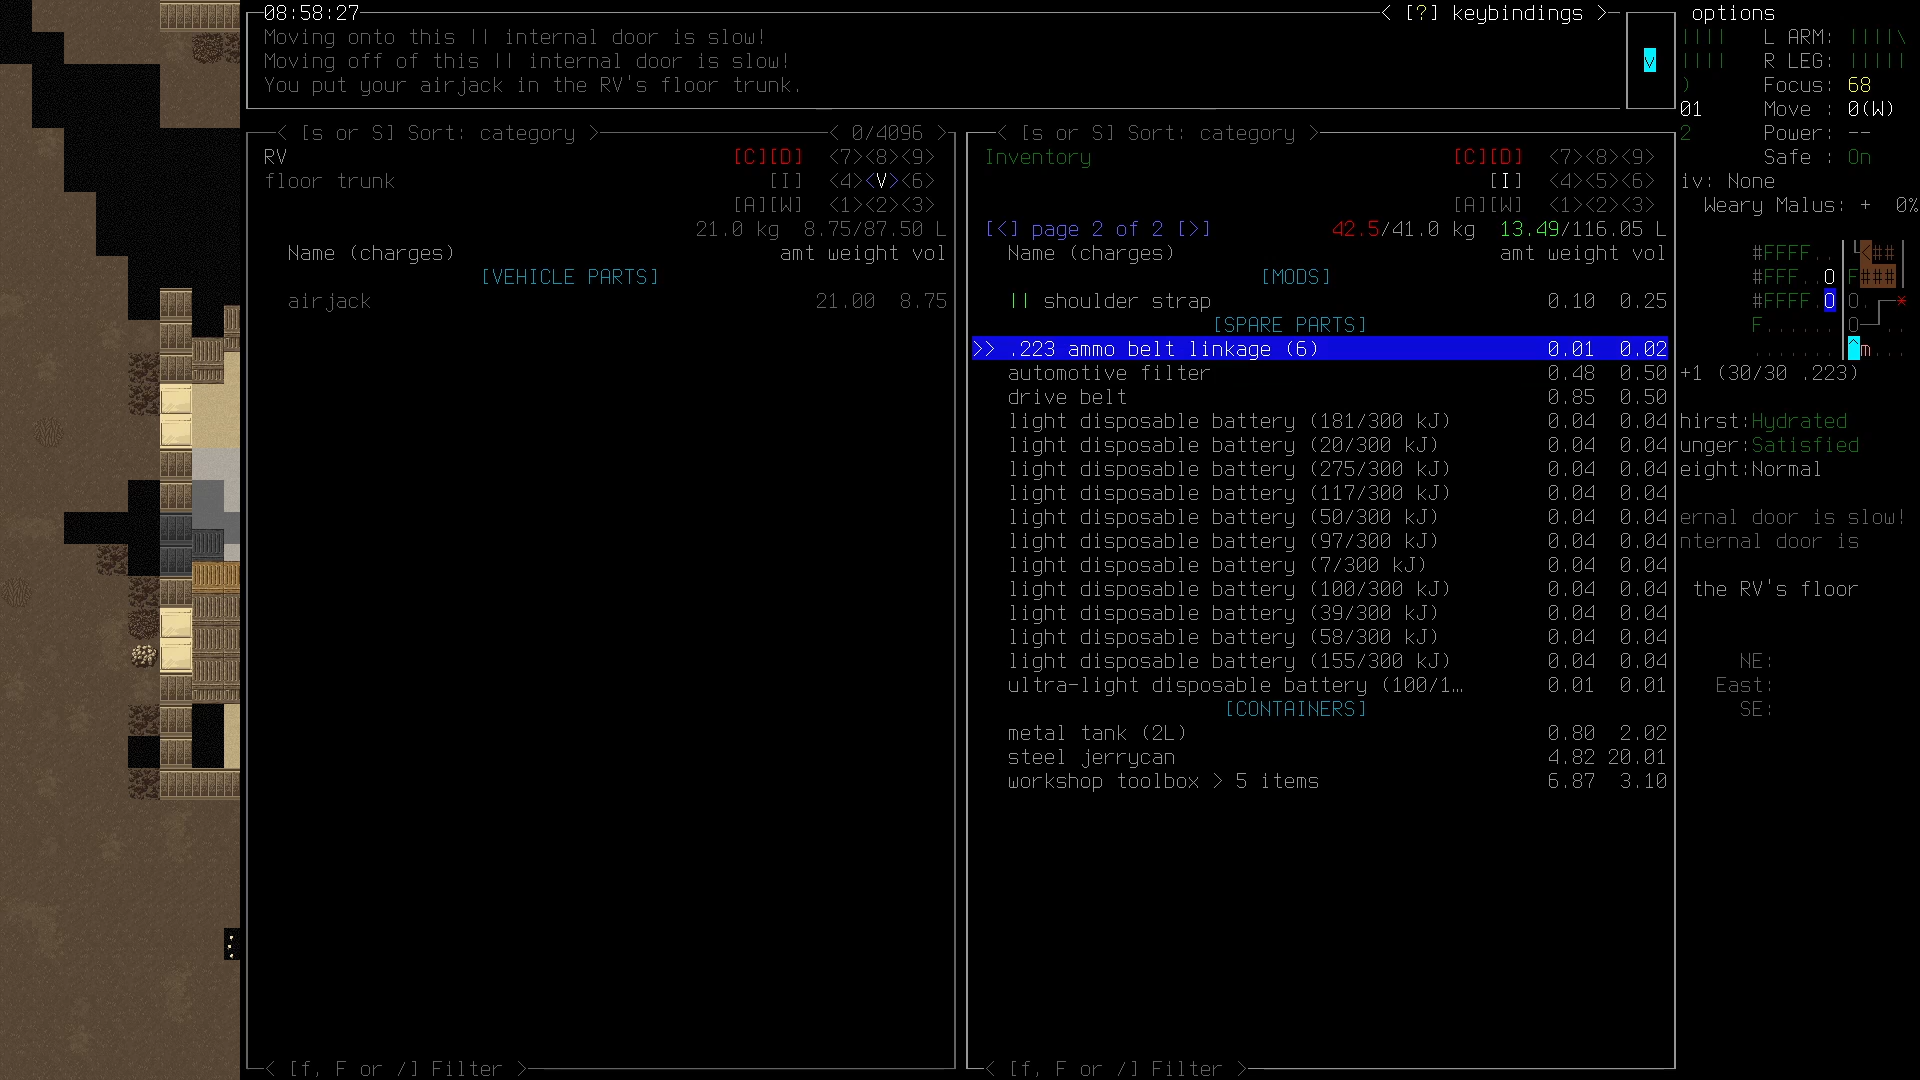 08:58:27 < [?] keybindings > options
Moving onto this || internal door is slow!
Moving off of this || internal door is slow!
You put your airjack in the RV's floor trunk.
v
|||| L ARM: ||||\
|||| R LEG: |||||
) Focus: 68
01 Move : 0(W)
2 Power: --
Safe : On
iv: None
Weary Malus: + 0%
< [s or S] Sort: category > < 0/4096 >
RV [C][D] <7><8><9>
floor trunk [I] <4><V><6>
[A][W] <1><2><3>
21.0 kg 8.75/87.50 L
Name (charges) amt weight vol
[VEHICLE PARTS]
airjack 21.00 8.75
< [f, F or /] Filter >
< [s or S] Sort: category >
Inventory [C][D] <7><8><9>
[I] <4><5><6>
[A][W] <1><2><3>
[<] page 2 of 2 [>] 42.5/41.0 kg 13.49/116.05 L
Name (charges) amt weight vol
[MODS]
|| shoulder strap 0.10 0.25
[SPARE PARTS]
>> .223 ammo belt linkage (6) 0.01 0.02
automotive filter 0.48 0.50
drive belt 0.85 0.50
light disposable battery (181/300 kJ) 0.04 0.04
light disposable battery (20/300 kJ) 0.04 0.04
light disposable battery (275/300 kJ) 0.04 0.04
light disposable battery (117/300 kJ) 0.04 0.04
light disposable battery (50/300 kJ) 0.04 0.04
light disposable battery (97/300 kJ) 0.04 0.04
light disposable battery (7/300 kJ) 0.04 0.04
light disposable battery (100/300 kJ) 0.04 0.04
light disposable battery (39/300 kJ) 0.04 0.04
light disposable battery (58/300 kJ) 0.04 0.04
light disposable battery (155/300 kJ) 0.04 0.04
ultra-light disposable battery (100/1… 0.01 0.01
[CONTAINERS]
metal tank (2L) 0.80 2.02
steel jerrycan 4.82 20.01
workshop toolbox > 5 items 6.87 3.10
< [f, F or /] Filter >
#FFFF.. <##
#FFF..O F###
#FFFF.O O. *
F...... O ..
....... ^m...
+1 (30/30 .223)
hirst:Hydrated
unger:Satisfied
eight:Normal
ernal door is slow!
nternal door is
the RV's floor
NE:
East:
SE: